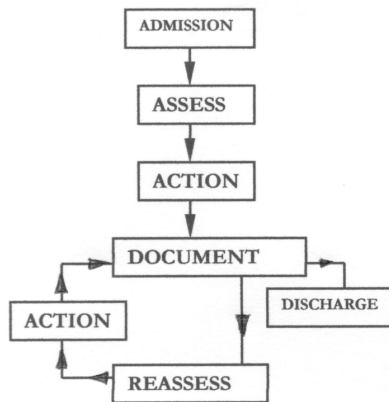 ADMISSION
ASSESS
ACTION
DOCUMENT
DISCHARGE
ACTION
REASSESS